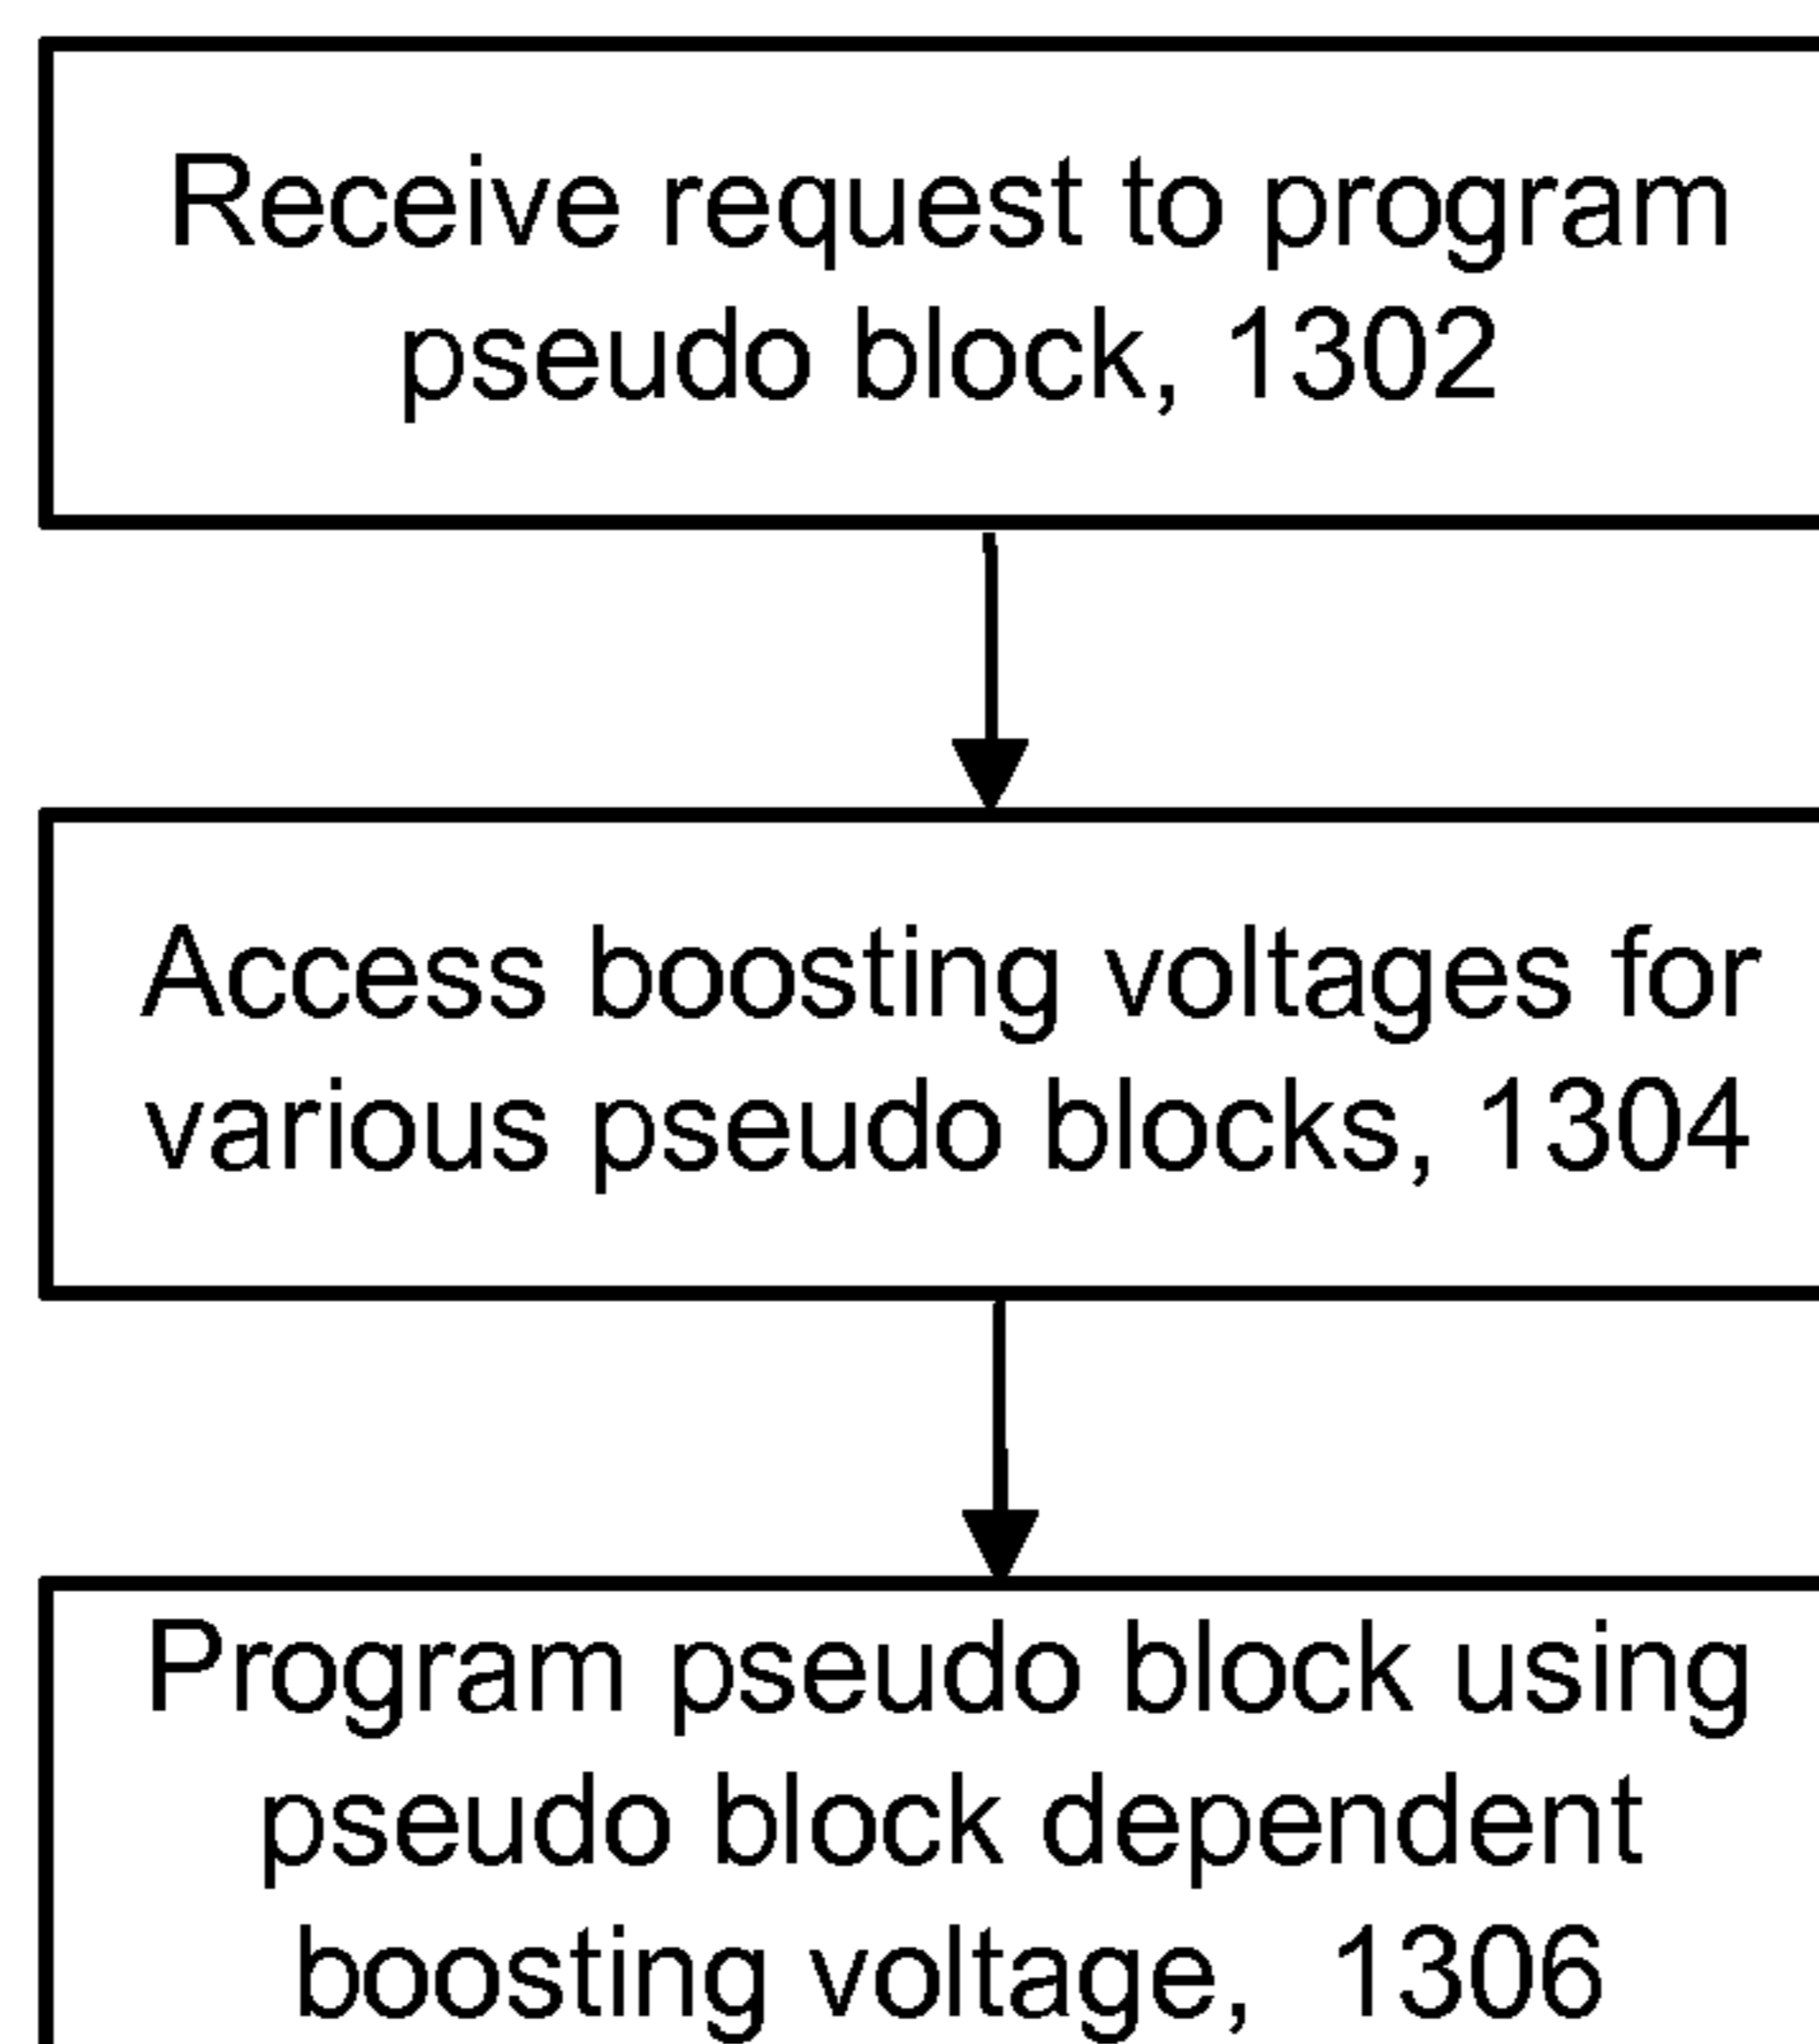 Receive request to program
pseudo block, 1302
Access boosting voltages for
various pseudo blocks, 1304
Program pseudo block using
pseudo block dependent
boosting voltage, 1306